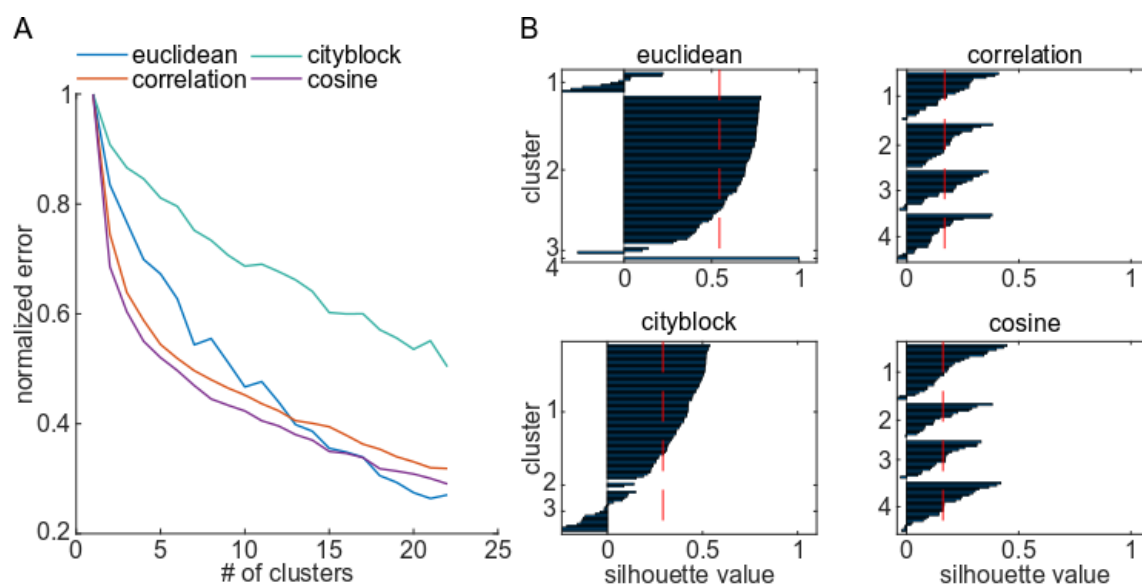 A
B
euclidean
cityblock
correlation
cosine
1
0.8
0.6
0.4
0.2
0
5
10
15
20
25
normalized error
# of clusters
euclidean
1
2
3
4
0
0.5
1
cluster
correlation
1
2
3
4
0
0.5
1
cityblock
1
2
3
0
0.5
1
cluster
silhouette value
cosine
1
2
3
4
0
0.5
1
silhouette value